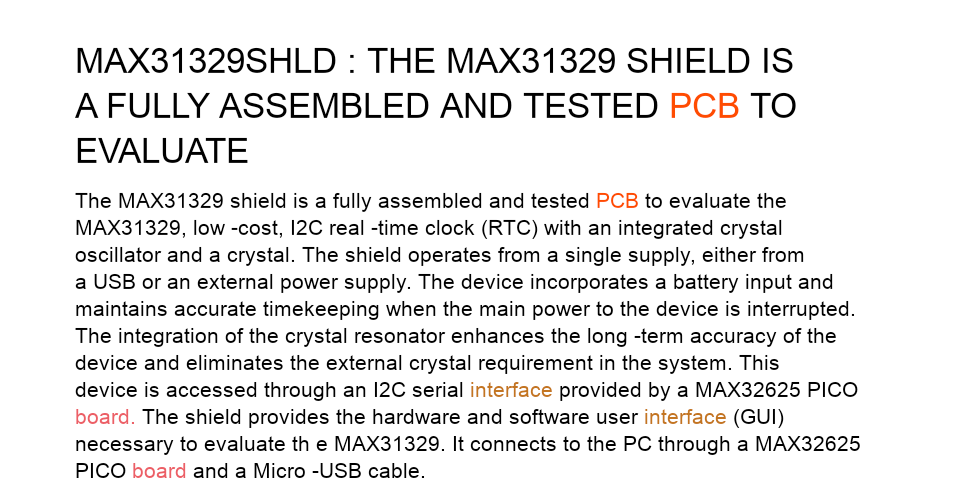 MAX31329SHLD : THE MAX31329 SHIELD IS
A FULLY ASSEMBLED AND TESTED PCB TO
EVALUATE
The MAX31329 shield is a fully assembled and tested PCB to evaluate the
MAX31329, low -cost, I2C real -time clock (RTC) with an integrated crystal
oscillator and a crystal. The shield operates from a single supply, either from
a USB or an external power supply. The device incorporates a battery input and
maintains accurate timekeeping when the main power to the device is interrupted.
The integration of the crystal resonator enhances the long -term accuracy of the
device and eliminates the external crystal requirement in the system. This
device is accessed through an I2C serial interface provided by a MAX32625 PICO
board. The shield provides the hardware and software user interface (GUI)
necessary to evaluate th e MAX31329. It connects to the PC through a MAX32625
PICO board and a Micro -USB cable.